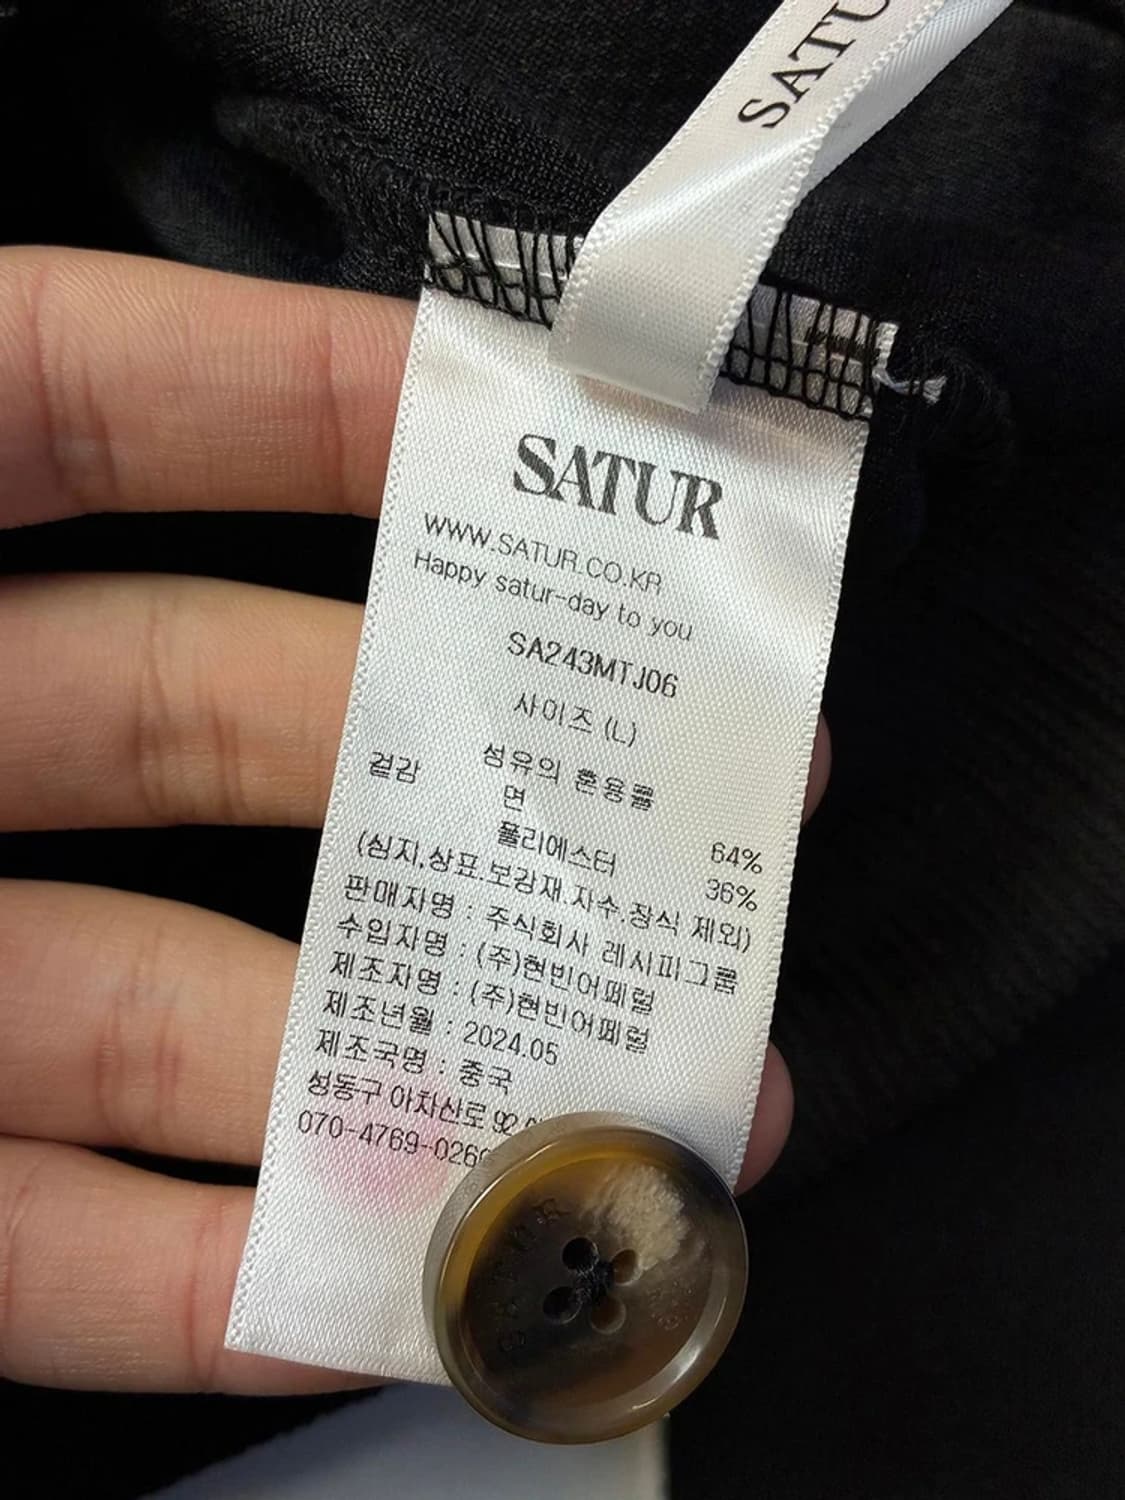 SATU
SATUR
WWW.SATUR.CO.KR
Happy satur-day to you
SA243MTJ06
사이즈 (L)
겉감 섬유의 혼용률
면 64%
폴리에스터 36%
(심지.상표.보강재.자수.장식 제외)
판매자명 : 주식회사 레시피그룹
수입자명 : (주)현빈어패럴
제조자명 : (주)현빈어패럴
제조년월 : 2024.05
제조국명 : 중국
성동구 아차산로 92
070-4769-026
SATUR